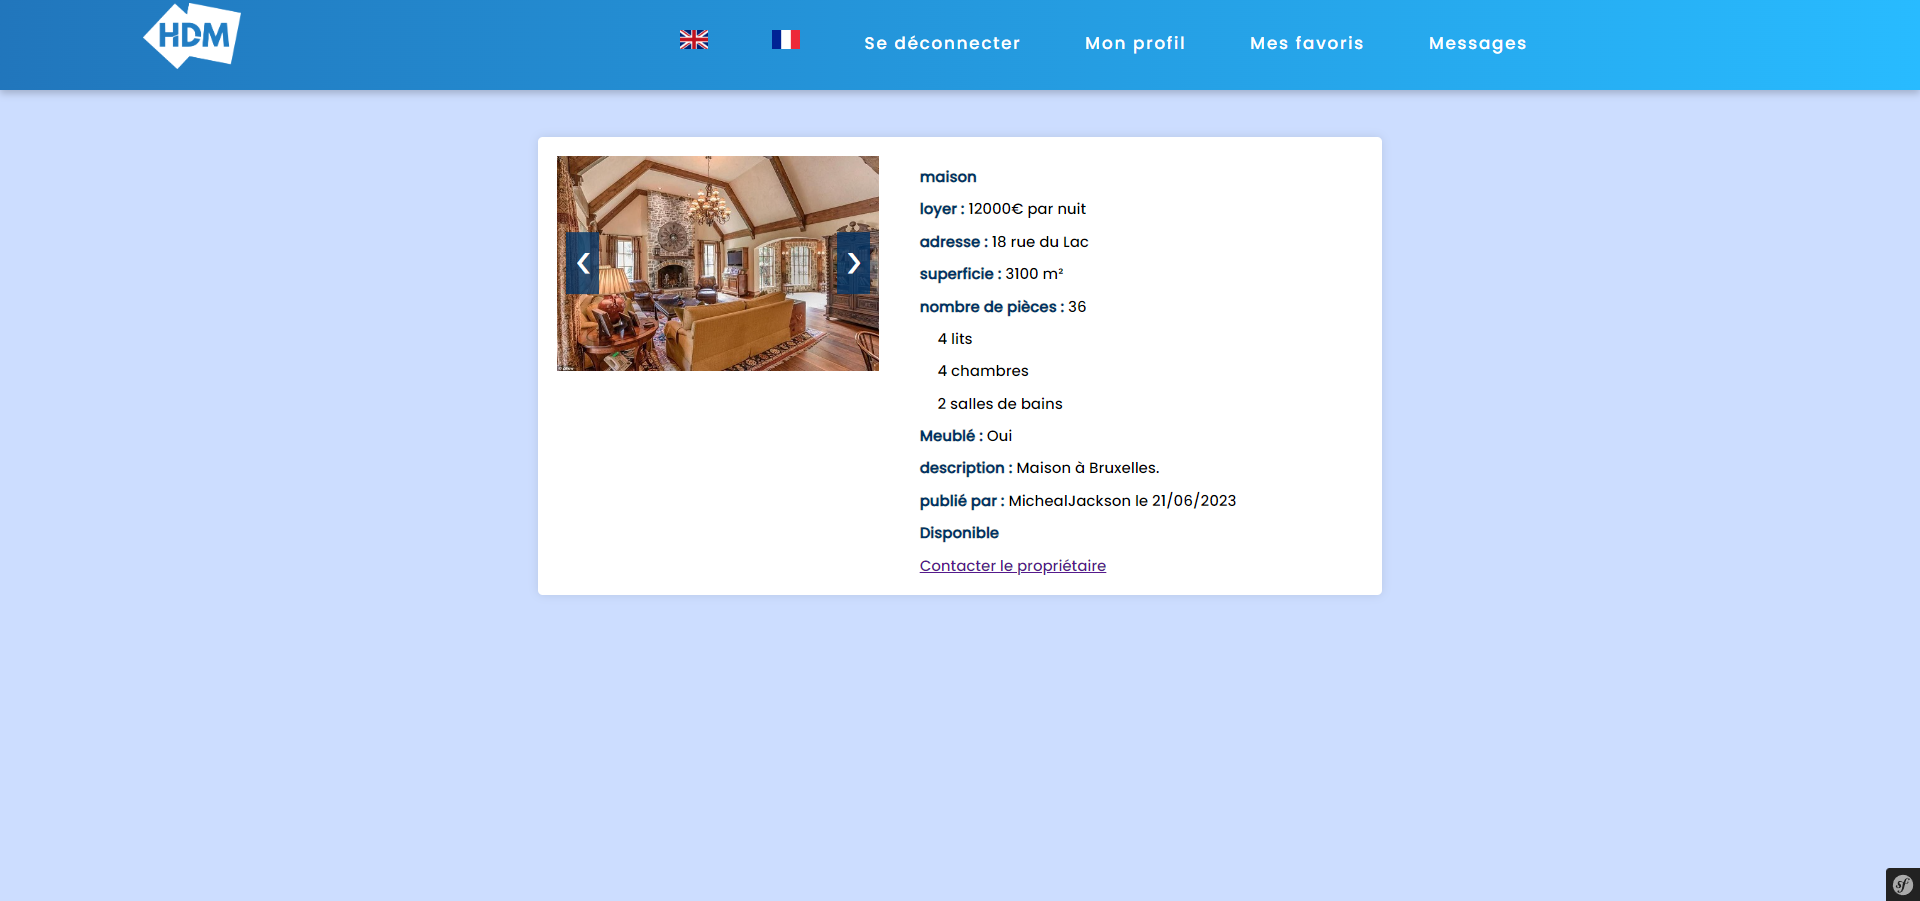 HDM
Se déconnecter
Mon profil
Mes favoris
Messages
maison
loyer : 12000€ par nuit
adresse : 18 rue du Lac
superficie : 3100 m²
nombre de pièces : 36
4 lits
4 chambres
2 salles de bains
Meublé : Oui
description : Maison à Bruxelles.
publié par : MichealJackson le 21/06/2023
Disponible
Contacter le propriétaire
sf